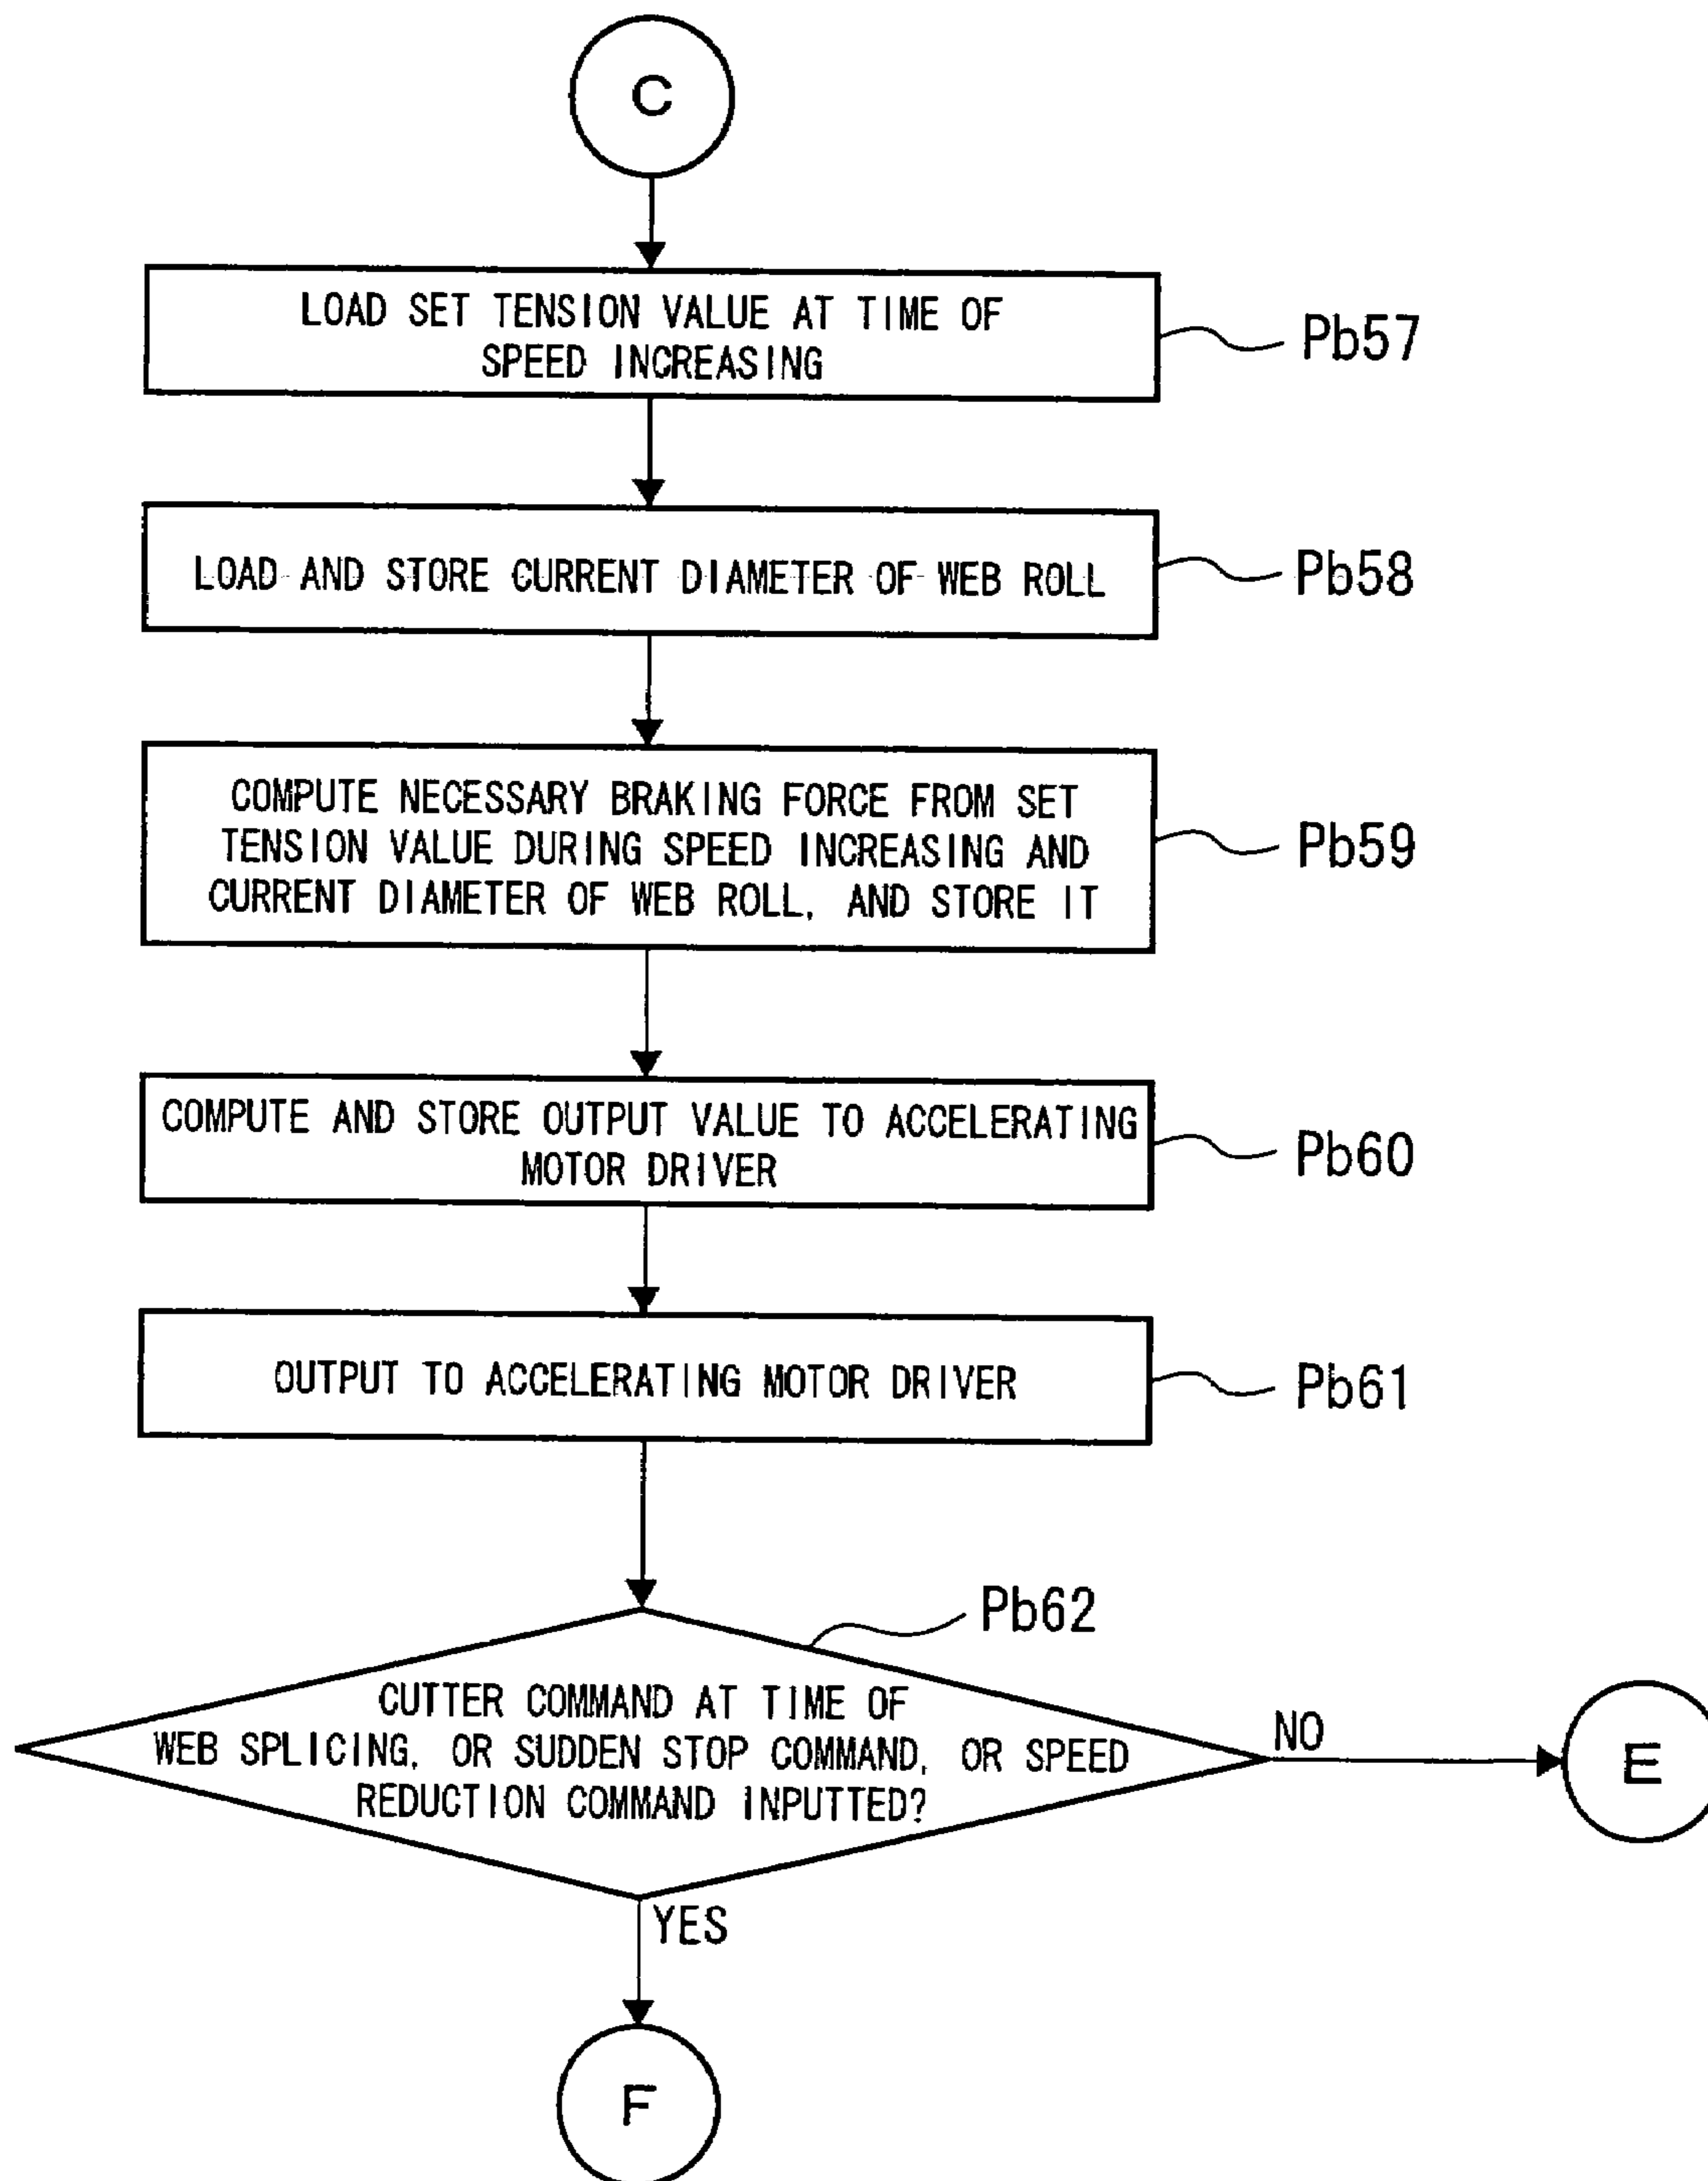 C
LOAD SET TENSION VALUE AT TIME OF
SPEED INCREASING
Pb57
LOAD AND STORE CURRENT DIAMETER OF WEB ROLL
Pb58
COMPUTE NECESSARY BRAKING FORCE FROM SET
TENSION VALUE DURING SPEED INCREASING AND
CURRENT DIAMETER OF WEB ROLL, AND STORE IT
Pb59
COMPUTE AND STORE OUTPUT VALUE TO ACCELERATING
MOTOR DRIVER
Pb60
OUTPUT TO ACCELERATING MOTOR DRIVER
Pb61
Pb62
CUTTER COMMAND AT TIME OF
WEB SPLICING, OR SUDDEN STOP COMMAND, OR SPEED
REDUCTION COMMAND INPUTTED?
NO
E
YES
F